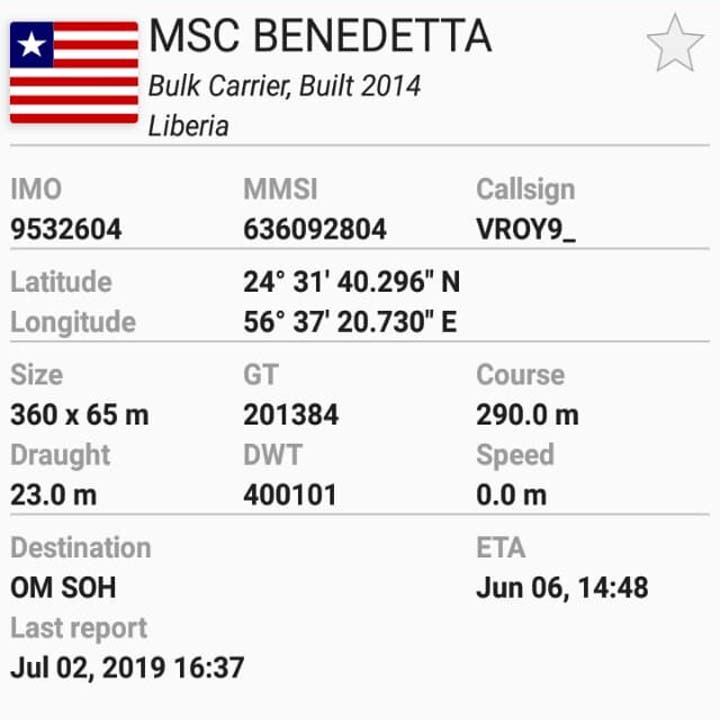 MSC BENEDETTA
Bulk Carrier, Built 2014
Liberia
IMO MMSI Callsign
9532604 636092804 VROY9_
Latitude 24° 31' 40.296" N
Longitude 56° 37' 20.730" E
Size GT Course
360 x 65 m 201384 290.0 m
Draught DWT Speed
23.0 m 400101 0.0 m
Destination ETA
OM SOH Jun 06, 14:48
Last report
Jul 02, 2019 16:37